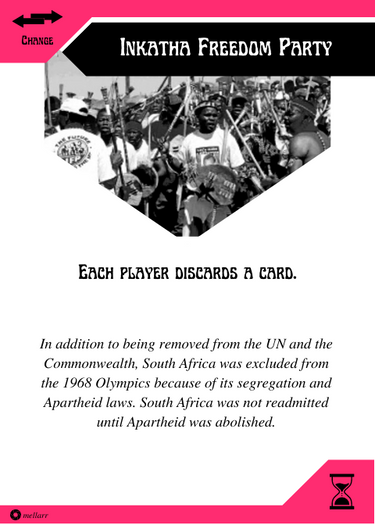 Change
Inkatha Freedom Party
THE FUTURE
Each player discards a card.
In addition to being removed from the UN and the
Commonwealth, South Africa was excluded from
the 1968 Olympics because of its segregation and
Apartheid laws. South Africa was not readmitted
until Apartheid was abolished.
mellarr